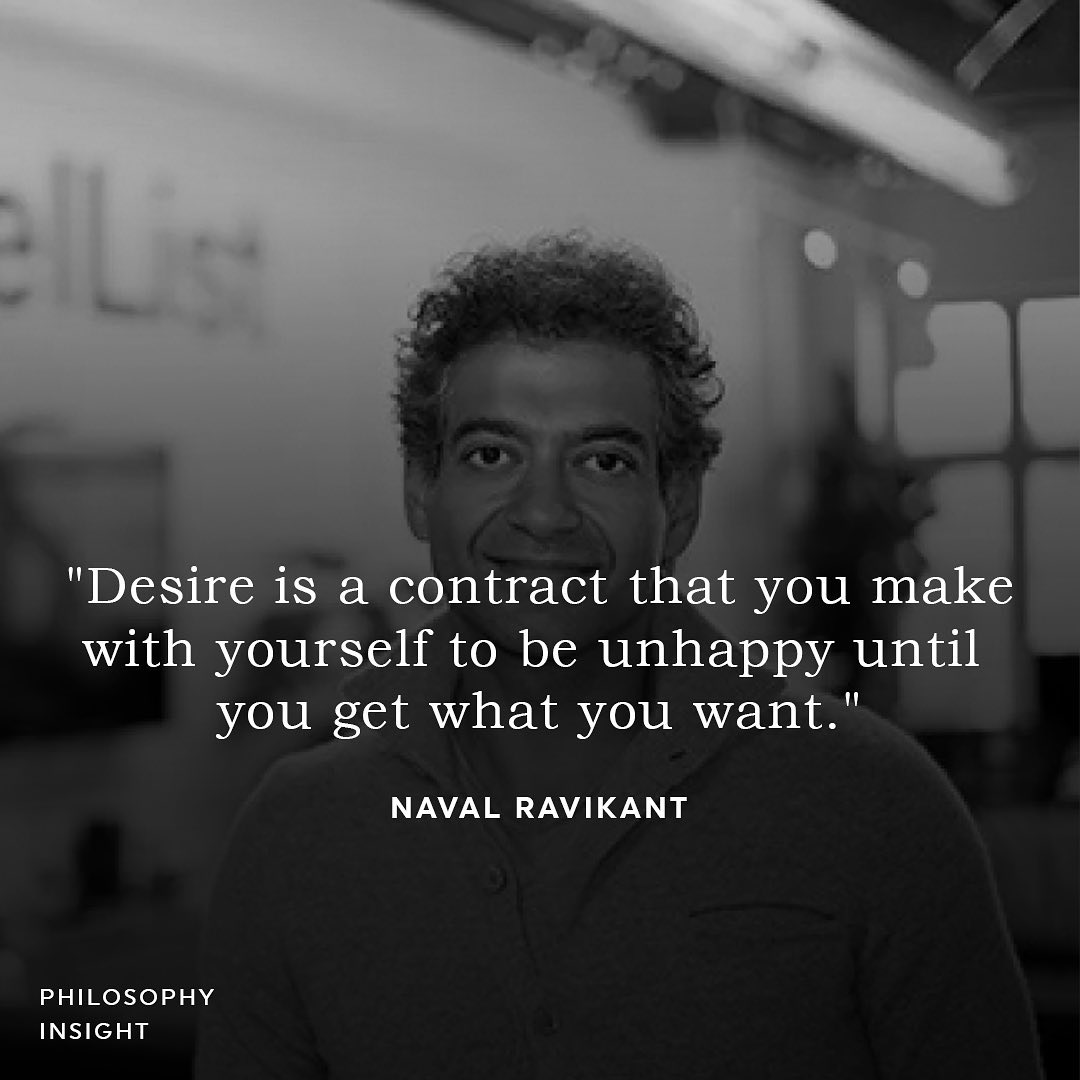 elList
"Desire is a contract that you make
with yourself to be unhappy until
you get what you want."
NAVAL RAVIKANT
PHILOSOPHY
INSIGHT